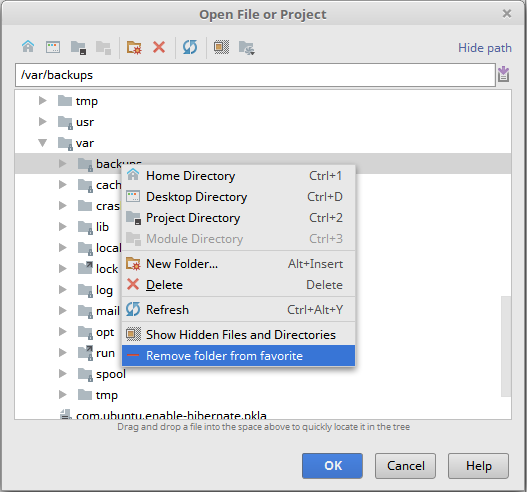 Open File or Project
Hide path
/var/backups
tmp
usr
var
backups
Home Directory Ctrl+1
cach
Desktop Directory Ctrl+D
cras
Project Directory Ctrl+2
lib
Module Directory Ctrl+3
local
New Folder... Alt+Insert
lock
Delete Delete
log
Refresh Ctrl+Alt+Y
mail
Show Hidden Files and Directories
opt
Remove folder from favorite
run
spool
tmp
com.ubuntu.enable-hibernate.pkla
Drag and drop a file into the space above to quickly locate it in the tree
OK
Cancel
Help